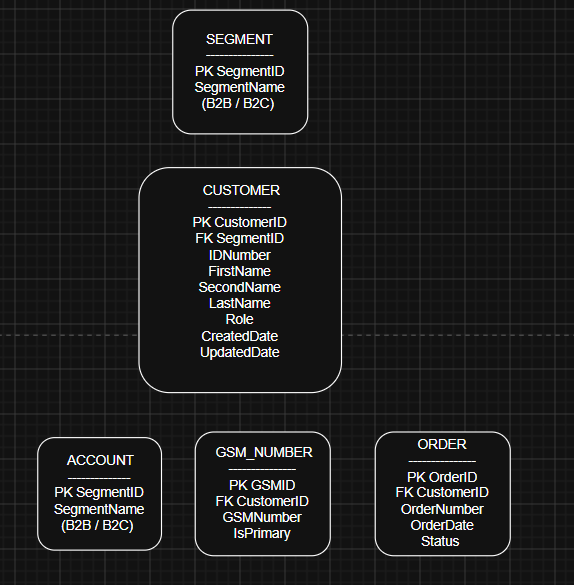 SEGMENT
---------------
PK SegmentID
SegmentName
(B2B / B2C)
CUSTOMER
--------------
PK CustomerID
FK SegmentID
IDNumber
FirstName
SecondName
LastName
Role
CreatedDate
UpdatedDate
ACCOUNT
--------------
PK SegmentID
SegmentName
(B2B / B2C)
GSM_NUMBER
---------------
PK GSMID
FK CustomerID
GSMNumber
IsPrimary
ORDER
---------------
PK OrderID
FK CustomerID
OrderNumber
OrderDate
Status